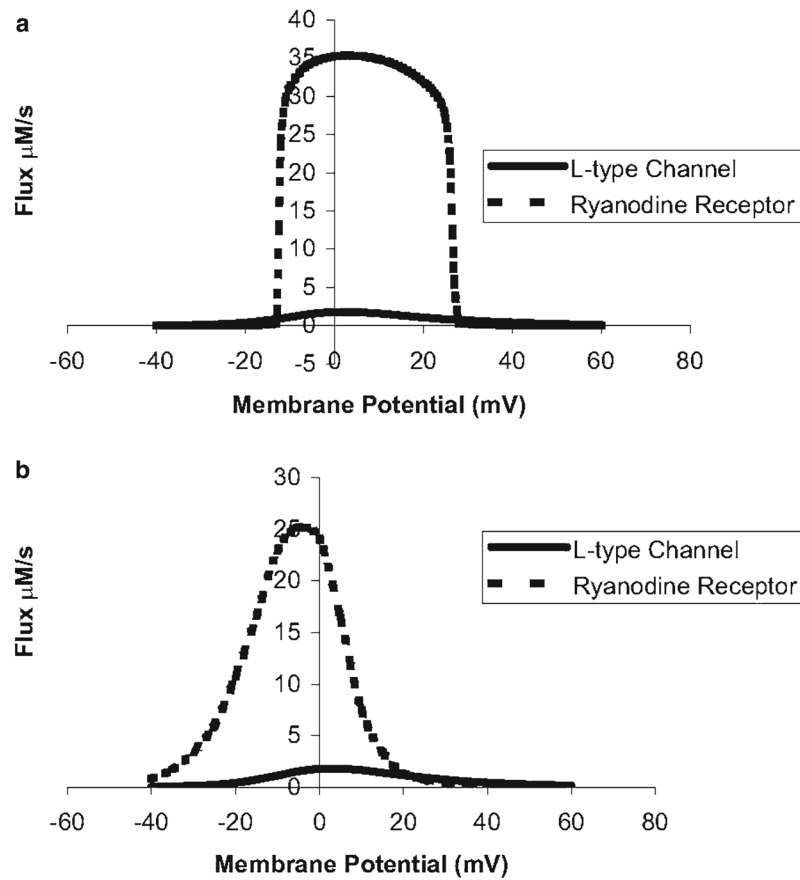 a
40
35
30
25
20
15
10
5
0
-5
Flux μM/s
L-type Channel
Ryanodine Receptor
-60 -40 -20 0 20 40 60 80
Membrane Potential (mV)
b
30
25
20
15
10
5
0
Flux μM/s
L-type Channel
Ryanodine Receptor
-60 -40 -20 0 20 40 60 80
Membrane Potential (mV)